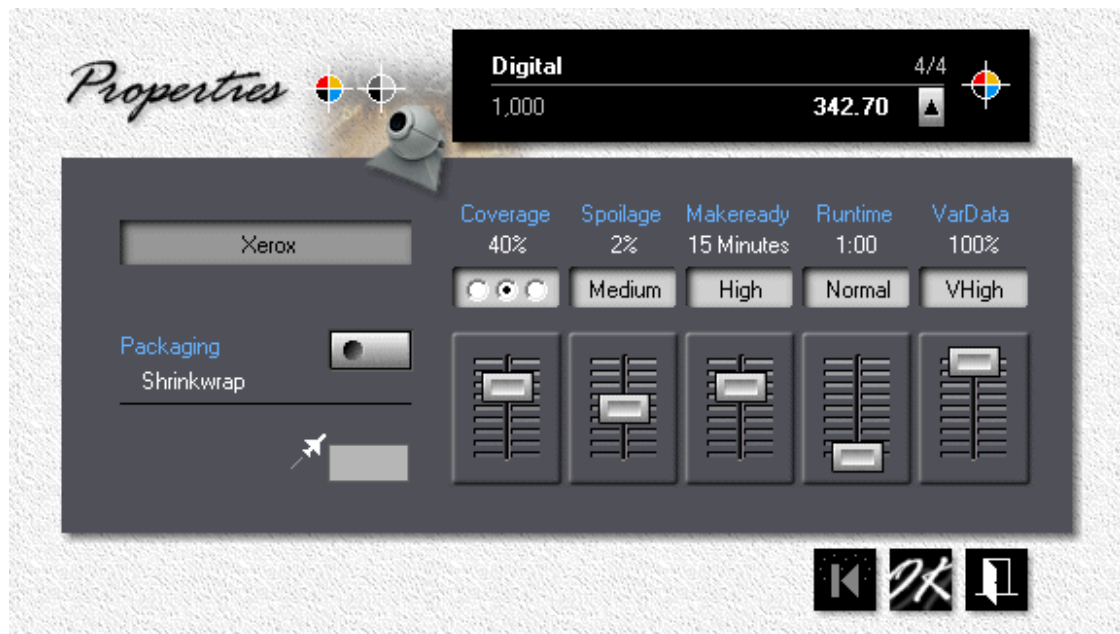 Properties
Digital 4/4
1,000 342.70
Xerox
Coverage Spoilage Makeready Runtime VarData
40% 2% 15 Minutes 1:00 100%
Medium High Normal VHigh
Packaging
Shrinkwrap
OK